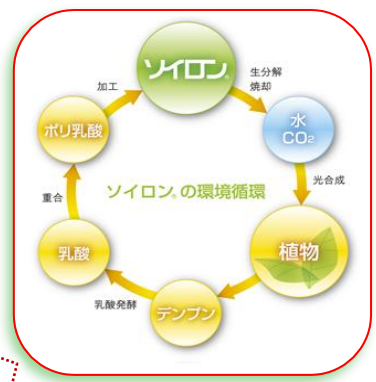 ソイロン®
生分解
焼却
加工
水
CO₂
ポリ乳酸
光合成
ソイロン®の環境循環
重合
乳酸
植物
乳酸発酵
デンプン